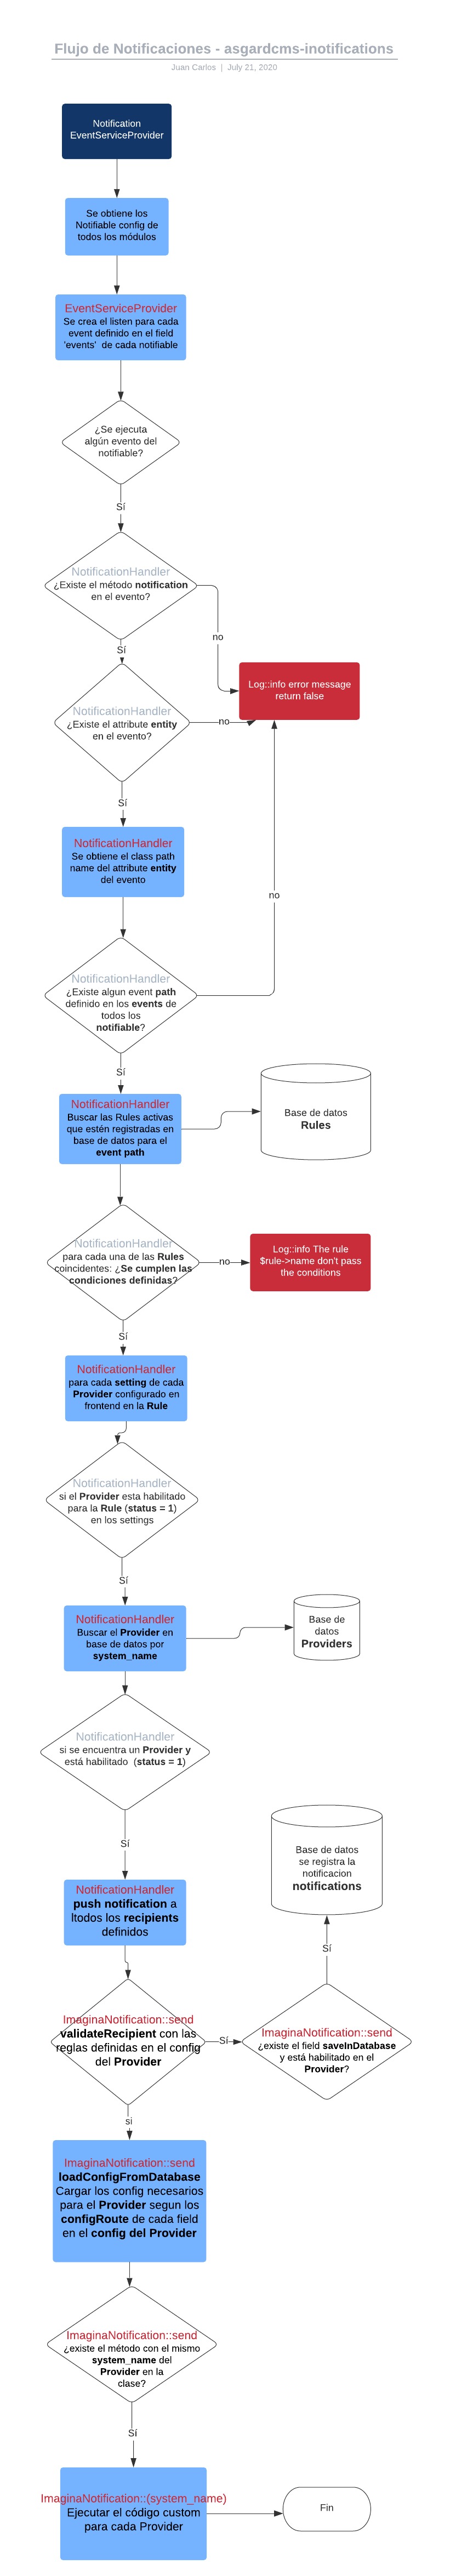 Flujo de Notificaciones - asgardcms-inotifications
Juan Carlos | July 21, 2020
Notification
EventServiceProvider
Se obtiene los
Notifiable config de
todos los módulos
EventServiceProvider
Se crea el listen para cada
event definido en el field
'events' de cada notifiable
¿Se ejecuta
algún evento del
notifiable?
Sí
NotificationHandler
¿Existe el método notification
en el evento?
no
Sí
Log::info error message
return false
NotificationHandler
¿Existe el attribute entity
en el evento?
no
Sí
NotificationHandler
Se obtiene el class path
name del attribute entity
del evento
no
NotificationHandler
¿Existe algun event path
definido en los events de
todos los
notifiable?
Sí
NotificationHandler
Buscar las Rules activas
que estén registradas en
base de datos para el
event path
Base de datos
Rules
NotificationHandler
para cada una de las Rules
coincidentes: ¿Se cumplen las
condiciones definidas?
no
Log::info The rule
$rule->name don't pass
the conditions
Sí
NotificationHandler
para cada setting de cada
Provider configurado en
frontend en la Rule
NotificationHandler
si el Provider esta habilitado
para la Rule (status = 1)
en los settings
Sí
NotificationHandler
Buscar el Provider en
base de datos por
system_name
Base de
datos
Providers
NotificationHandler
si se encuentra un Provider y
está habilitado (status = 1)
Sí
Base de datos
se registra la
notificacion
notifications
NotificationHandler
push notification a
ltodos los recipients
definidos
Sí
ImaginaNotification::send
validateRecipient con las
reglas definidas en el config
del Provider
Sí
ImaginaNotification::send
¿existe el field saveInDatabase
y está habilitado en el
Provider?
si
ImaginaNotification::send
loadConfigFromDatabase
Cargar los config necesarios
para el Provider segun los
configRoute de cada field
en el config del Provider
ImaginaNotification::send
¿existe el método con el mismo
system_name del
Provider en la
clase?
Sí
ImaginaNotification::(system_name)
Ejecutar el código custom
para cada Provider
Fin